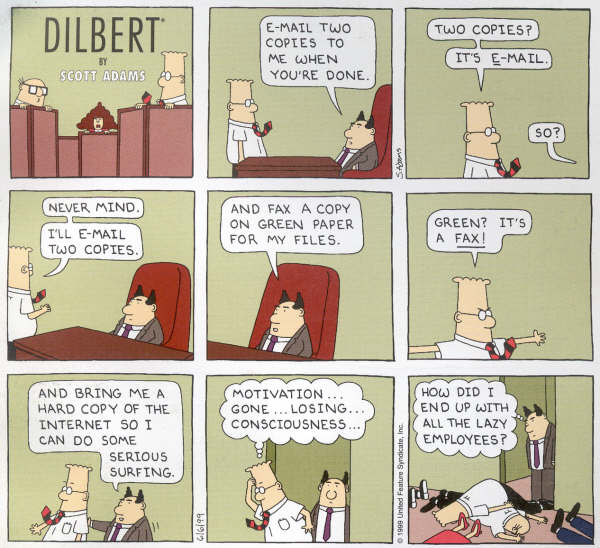 DILBERT®
BY
SCOTT ADAMS
E-MAIL TWO
COPIES TO
ME WHEN
YOU'RE DONE.
S.Adams
TWO COPIES?
IT'S E-MAIL.
SO?
NEVER MIND.
I'LL E-MAIL
TWO COPIES.
AND FAX A COPY
ON GREEN PAPER
FOR MY FILES.
GREEN? IT'S
A FAX!
AND BRING ME A
HARD COPY OF THE
INTERNET SO I
CAN DO SOME
SERIOUS
SURFING.
6/6/99
MOTIVATION...
GONE...LOSING...
CONSCIOUSNESS...
© 1999 United Feature Syndicate, Inc.
HOW DID I
END UP WITH
ALL THE LAZY
EMPLOYEES?